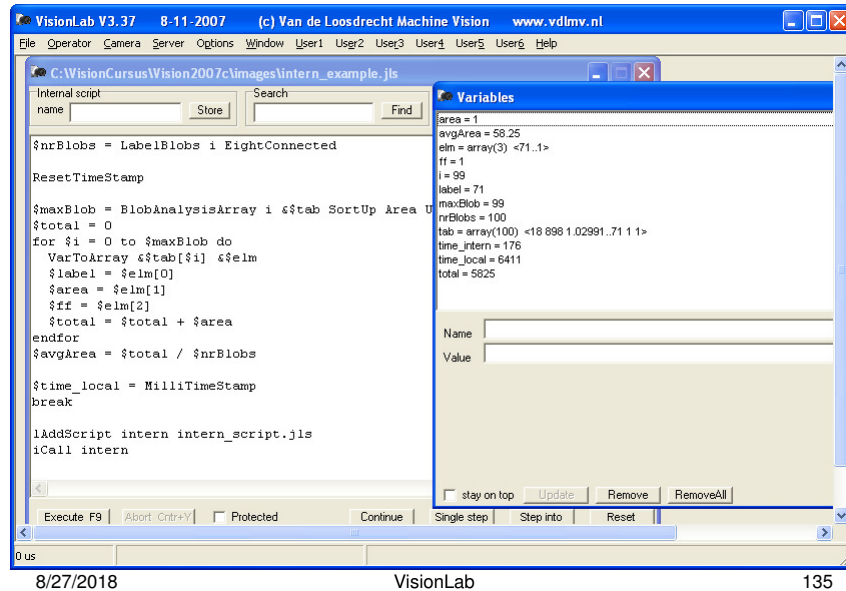 VisionLab V3.37 8-11-2007 (c) Van de Loosdrecht Machine Vision www.vdlmv.nl
File Operator Camera Server Options Window User1 User2 User3 User4 User5 User6 Help
C:\VisionCursus\Vision2007c\images\intern_example.jls
Internal script
name
Store
Search
Find
$nrBlobs = LabelBlobs i EightConnected
ResetTimeStamp
$maxBlob = BlobAnalysisArray i &$tab SortUp Area U
$total = 0
for $i = 0 to $maxBlob do
VarToArray &$tab[$i] &$elm
$label = $elm[0]
$area = $elm[1]
$ff = $elm[2]
$total = $total + $area
endfor
$avgArea = $total / $nrBlobs
$time_local = MilliTimeStamp
break
lAddScript intern intern_script.jls
iCall intern
Execute F9 Abort Cntr+Y Protected Continue Single step Step into Reset
Variables
area = 1
avgArea = 58.25
elm = array(3) <71..1>
ff = 1
i = 99
label = 71
maxBlob = 99
nrBlobs = 100
tab = array(100) <18 898 1.02991..71 1 1>
time_intern = 176
time_local = 6411
total = 5825
Name
Value
stay on top Update Remove RemoveAll
0 us
8/27/2018 VisionLab 135